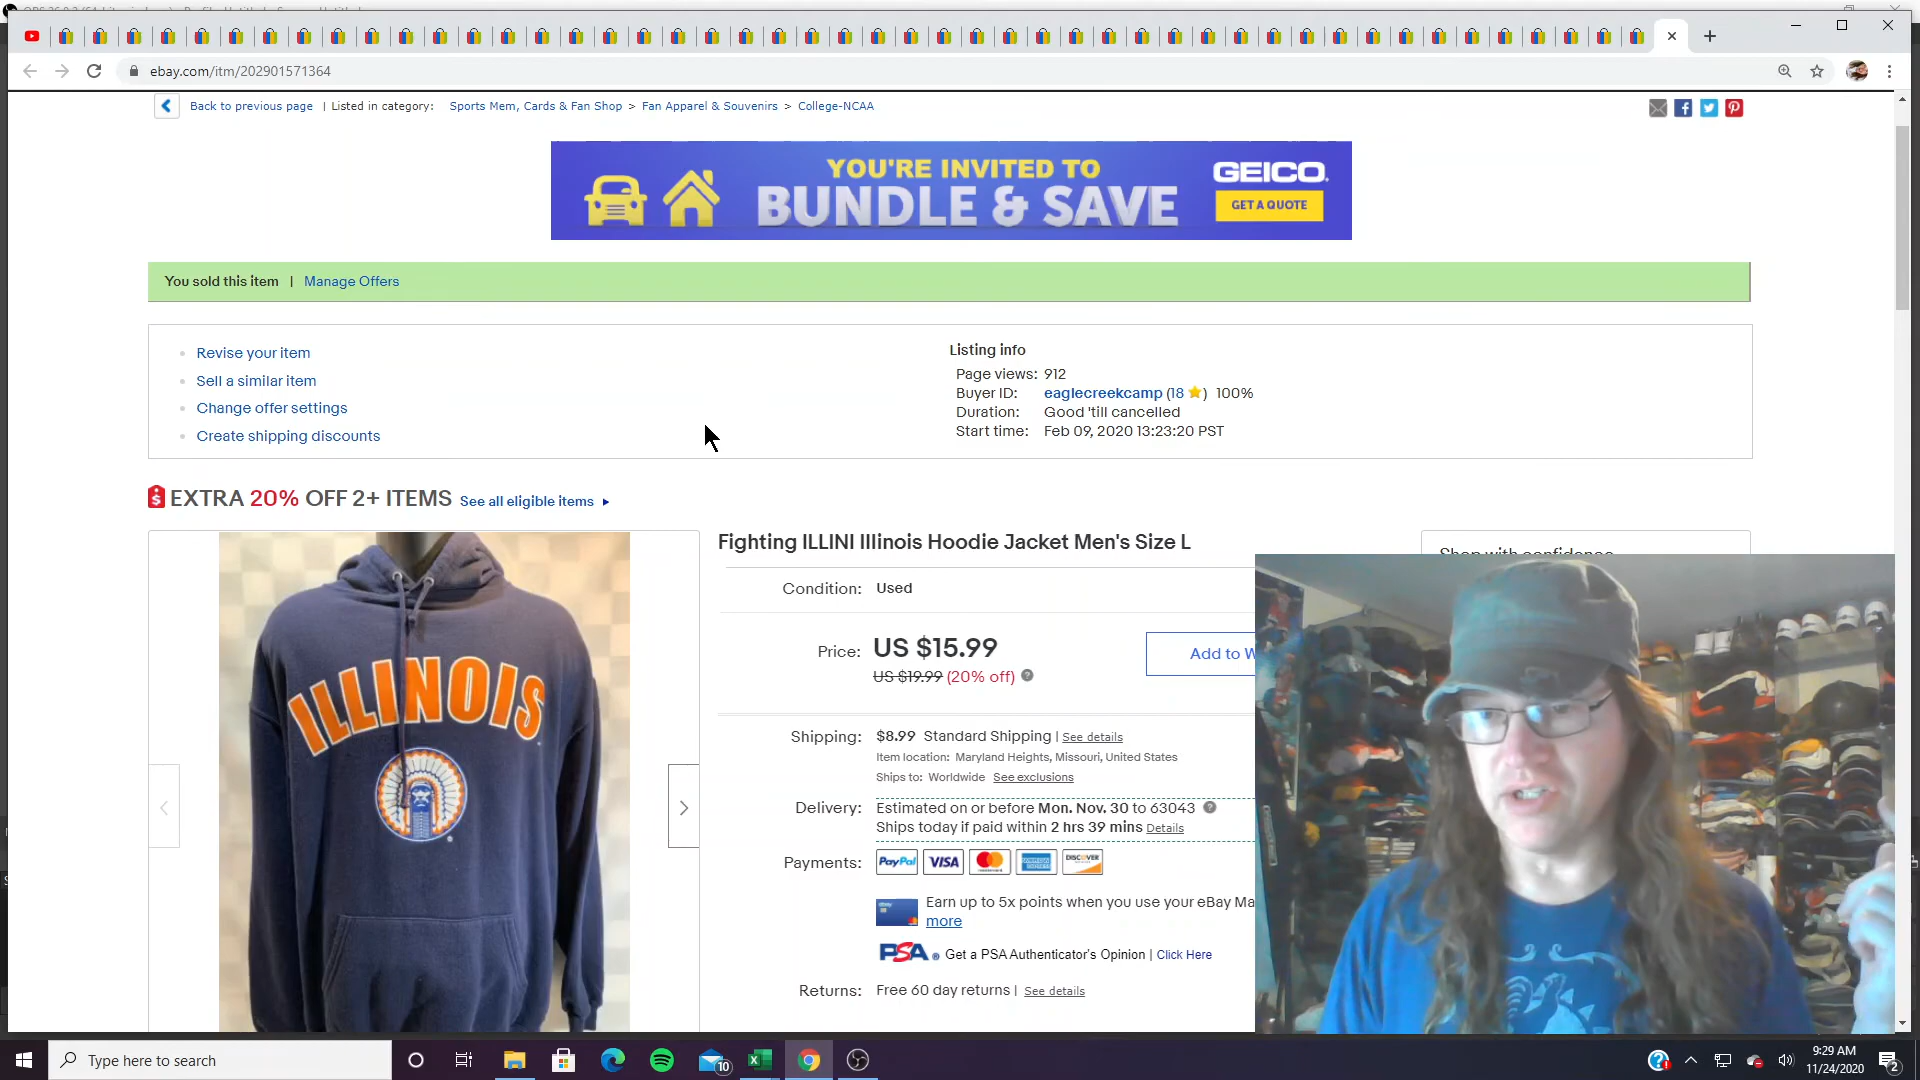 ebay.com/itm/202901571364
Back to previous page | Listed in category: Sports Mem, Cards & Fan Shop > Fan Apparel & Souvenirs > College-NCAA
YOU'RE INVITED TO
BUNDLE & SAVE
GEICO.
GET A QUOTE
You sold this item | Manage Offers
Revise your item
Sell a similar item
Change offer settings
Create shipping discounts
Listing info
Page views: 912
Buyer ID: eaglecreekcamp (18 ) 100%
Duration: Good 'till cancelled
Start time: Feb 09, 2020 13:23:20 PST
EXTRA 20% OFF 2+ ITEMS See all eligible items
ILLINOIS
Fighting ILLINI Illinois Hoodie Jacket Men's Size L
Condition: Used
Price: US $15.99
US $19.99 (20% off)
Add to W
Shipping: $8.99 Standard Shipping | See details
Item location: Maryland Heights, Missouri, United States
Ships to: Worldwide See exclusions
Delivery: Estimated on or before Mon. Nov. 30 to 63043
Ships today if paid within 2 hrs 39 mins Details
Payments: PayPal VISA DISCOVER
Earn up to 5x points when you use your eBay Ma
more
PSA Get a PSA Authenticator's Opinion | Click Here
Returns: Free 60 day returns | See details
Type here to search
10
9:29 AM
11/24/2020
2